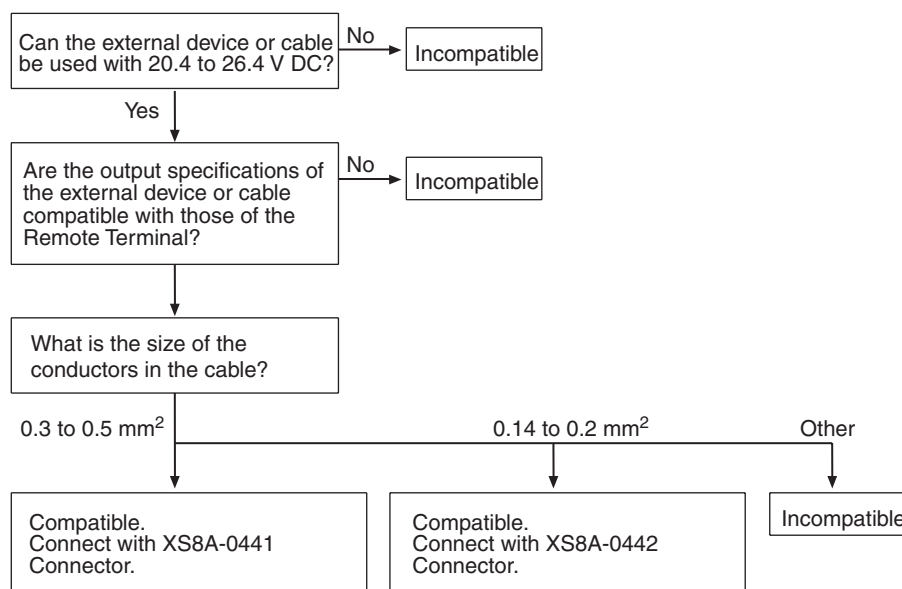 Can the external device or cable
be used with 20.4 to 26.4 V DC?
No
Incompatible
Yes
Are the output specifications of
the external device or cable
compatible with those of the
Remote Terminal?
No
Incompatible
What is the size of the
conductors in the cable?
0.3 to 0.5 mm²
0.14 to 0.2 mm²
Other
Compatible.
Connect with XS8A-0441
Connector.
Compatible.
Connect with XS8A-0442
Connector.
Incompatible